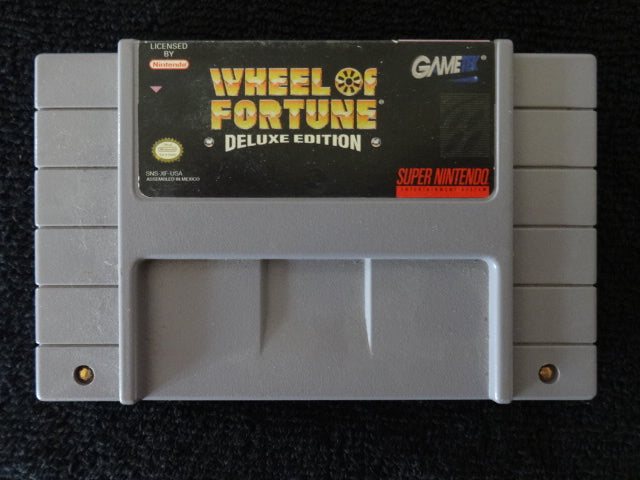 LICENSED
BY
Nintendo
WHEEL OF
FORTUNE
DELUXE EDITION
GAMETEK
SNS-XF-USA
ASSEMBLED IN MEXICO
SUPER NINTENDO
ENTERTAINMENT SYSTEM